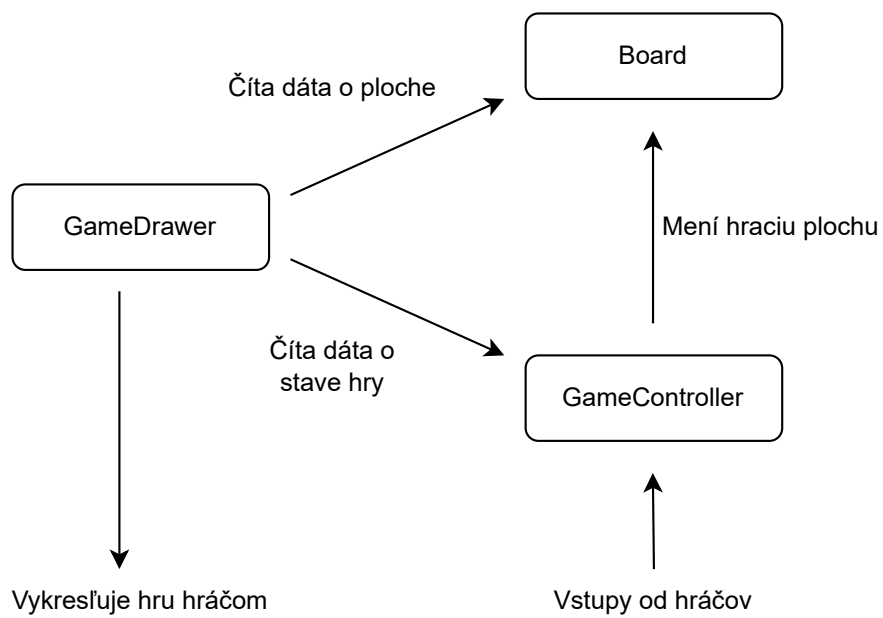 Board
Číta dáta o ploche
GameDrawer
Mení hraciu plochu
Číta dáta o
stave hry
GameController
Vykresľuje hru hráčom
Vstupy od hráčov